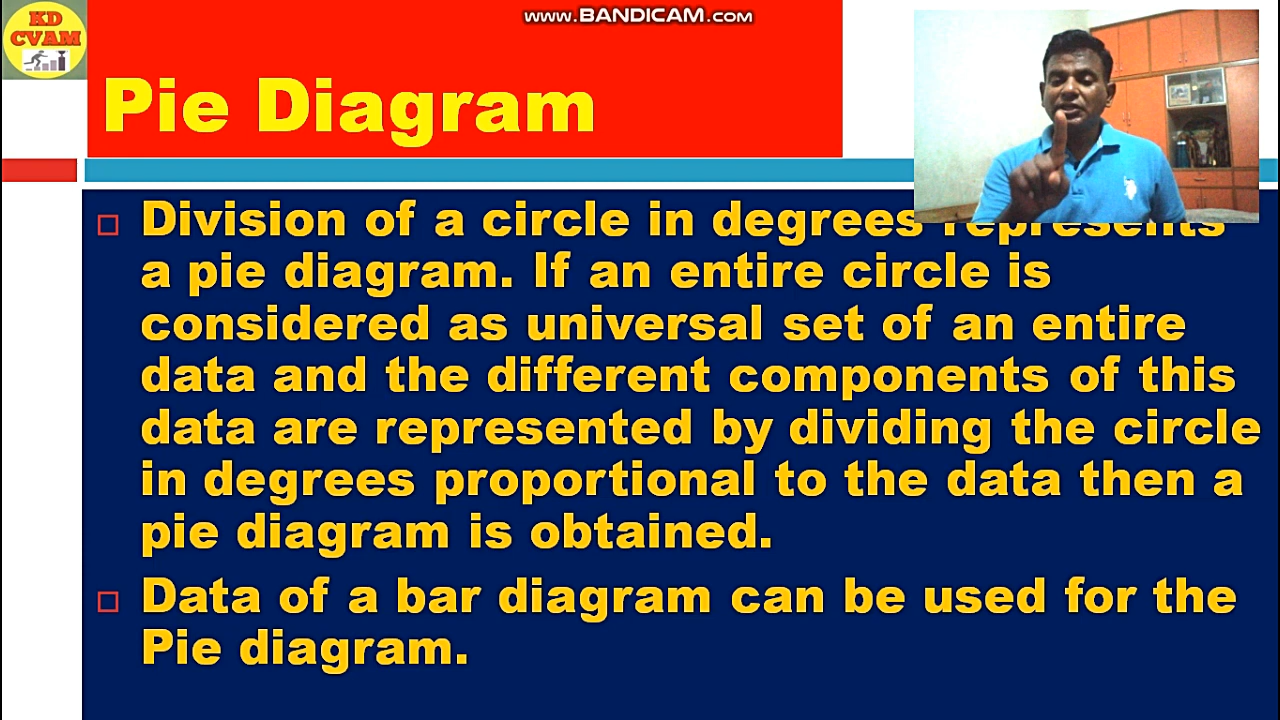 www.BANDICAM.com
KD
CVAM
Pie Diagram
Division of a circle in degrees represents
a pie diagram. If an entire circle is
considered as universal set of an entire
data and the different components of this
data are represented by dividing the circle
in degrees proportional to the data then a
pie diagram is obtained.
Data of a bar diagram can be used for the
Pie diagram.